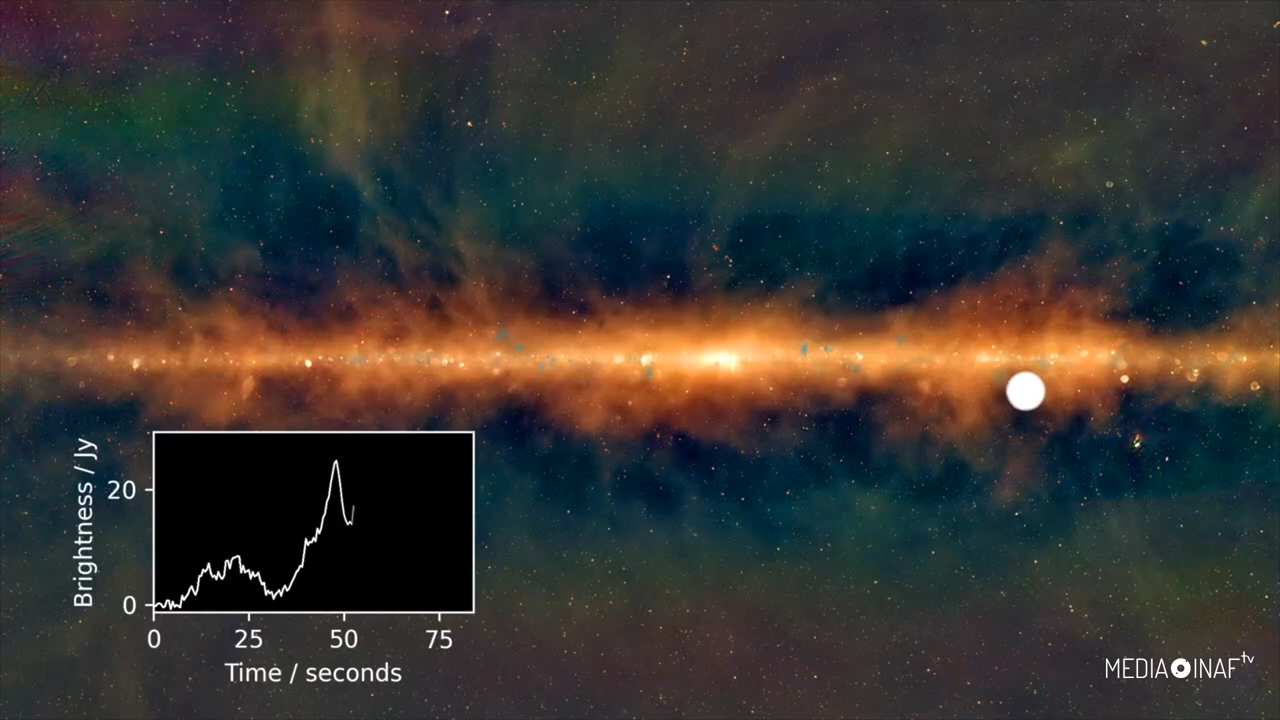 Brightness / Jy
20
0
0 25 50 75
Time / seconds
MEDIA INAF tv